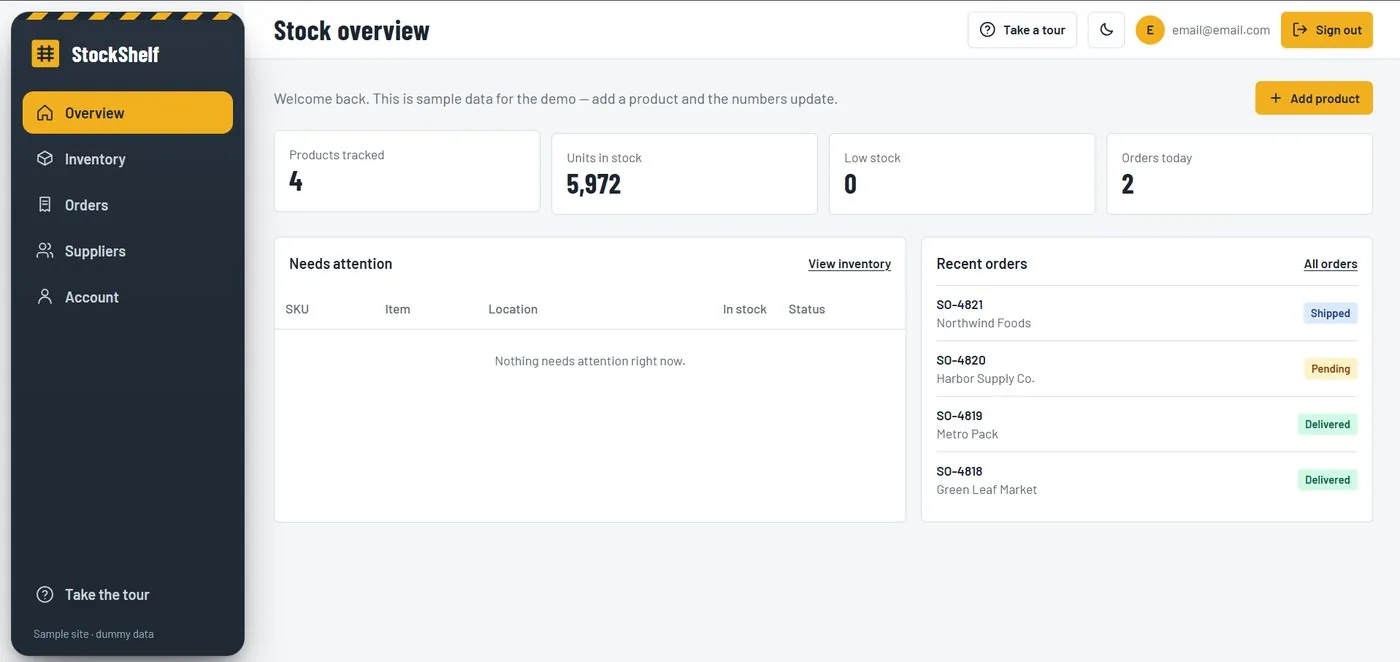 StockShelf
Overview
Inventory
Orders
Suppliers
Account
Take the tour
Sample site · dummy data
Stock overview
Take a tour
E
email@email.com
Sign out
Welcome back. This is sample data for the demo — add a product and the numbers update.
Add product
Products tracked
4
Units in stock
5,972
Low stock
0
Orders today
2
Needs attention
View inventory
SKU Item Location In stock Status
Nothing needs attention right now.
Recent orders
All orders
SO-4821
Northwind Foods
Shipped
SO-4820
Harbor Supply Co.
Pending
SO-4819
Metro Pack
Delivered
SO-4818
Green Leaf Market
Delivered